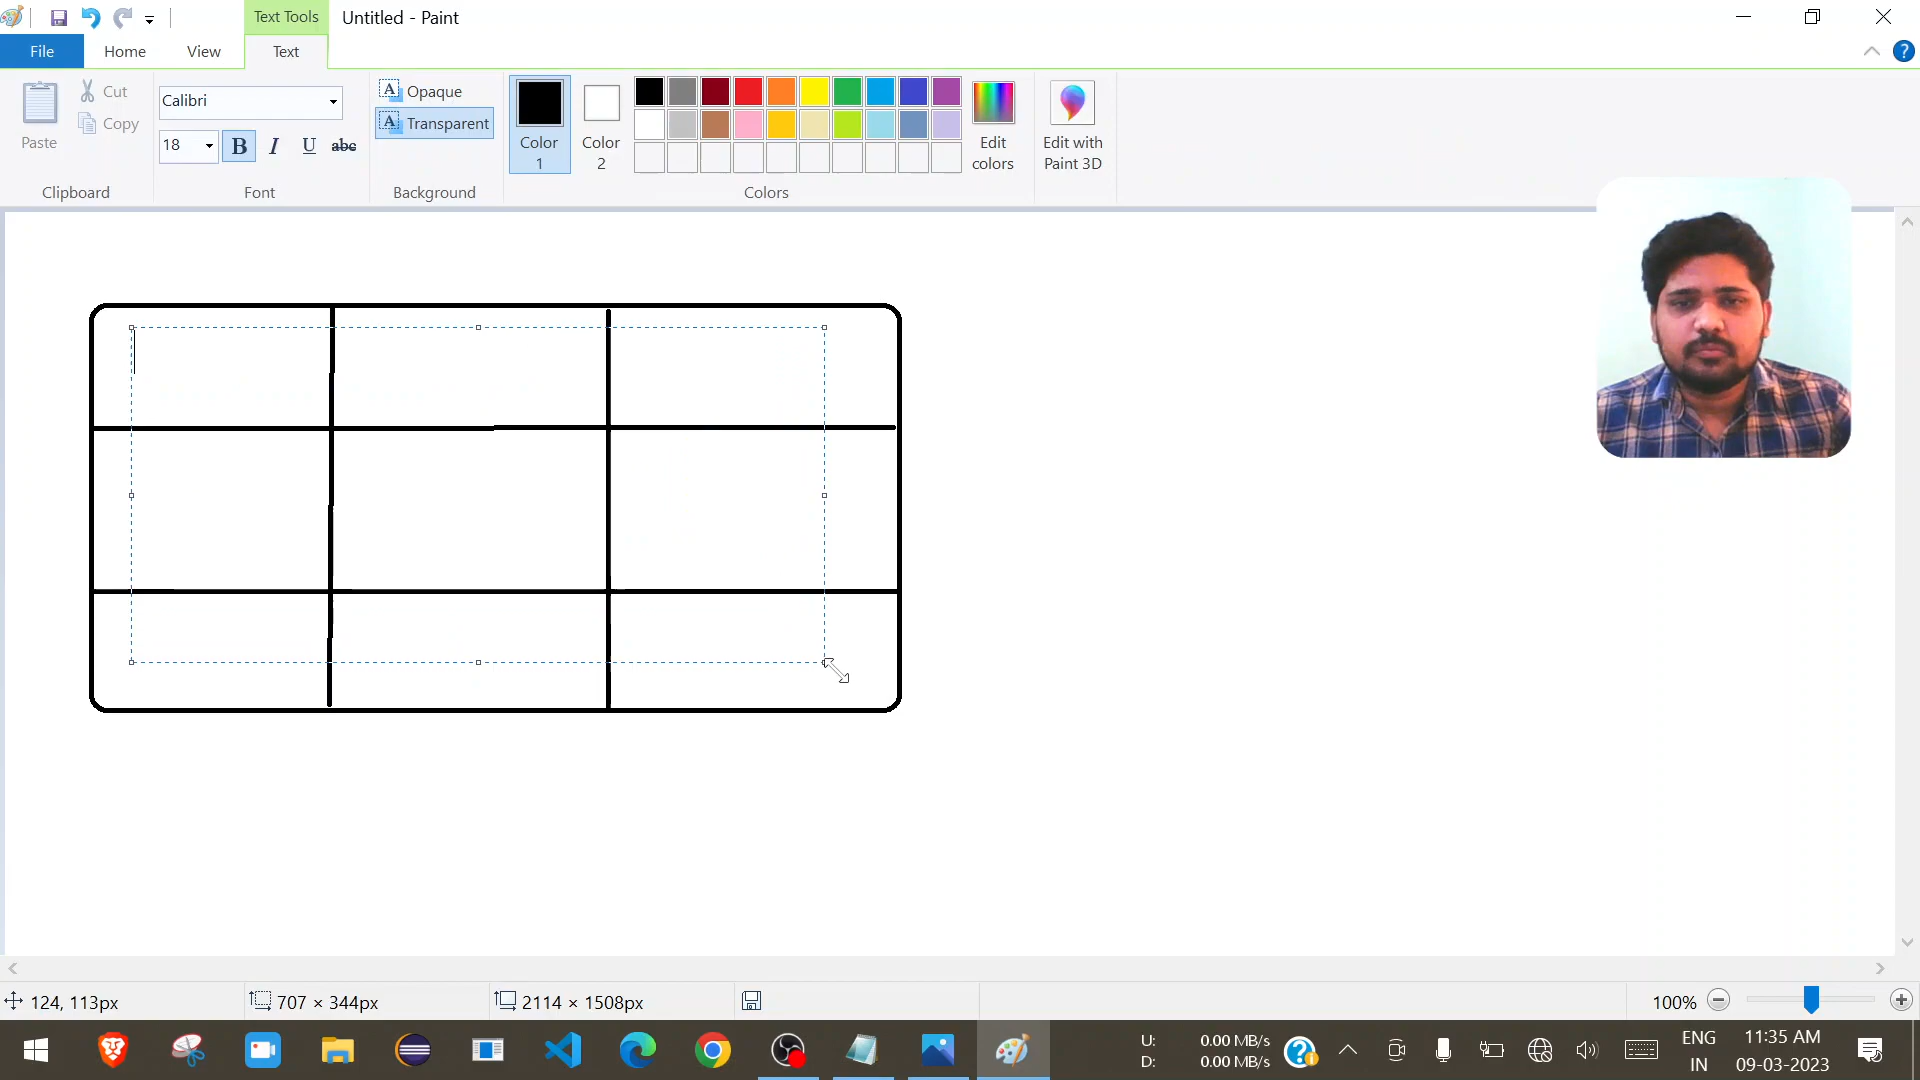 Text Tools
Untitled - Paint
File
Home
View
Text
Paste
Cut
Copy
Clipboard
Calibri
18
B
I
U
abc
Font
A Opaque
A Transparent
Background
Color
1
Color
2
Edit
colors
Colors
Edit with
Paint 3D
?
124, 113px
707 × 344px
2114 × 1508px
100%
U: 0.00 MB/s
D: 0.00 MB/s
ENG
IN
11:35 AM
09-03-2023